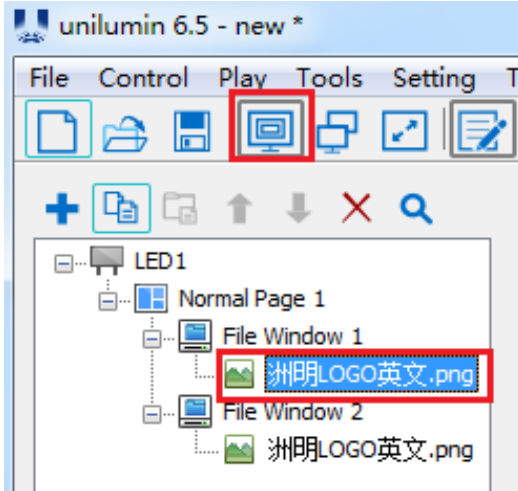 unilumin 6.5 - new *
File Control Play Tools Setting T
LED1
Normal Page 1
File Window 1
洲明LOGO英文.png
File Window 2
洲明LOGO英文.png